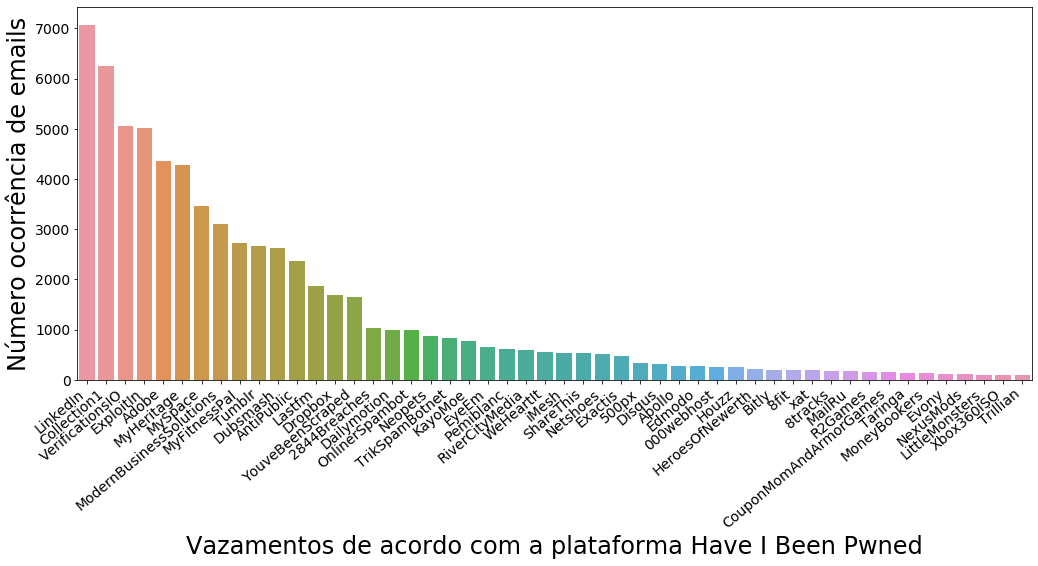 Número ocorrência de emails
7000
6000
5000
4000
3000
2000
1000
0
LinkedIn
Collection1
VerificationsIO
ExploitIn
Adobe
MyHeritage
MySpace
ModernBusinessSolutions
MyFitnessPal
Tumblr
Dubsmash
AntiPublic
Lastfm
Dropbox
YouveBeenScraped
2844Breaches
Dailymotion
OnlinerSpambot
Neopets
TrikSpamBotnet
KayoMoe
EyeEm
Pemiblanc
RiverCityMedia
WeHeartIt
iMesh
ShareThis
Netshoes
Exactis
500px
Disqus
Apollo
Edmodo
000webhost
Houzz
HeroesOfNewerth
Bitly
8fit
xat
8tracks
MailRu
R2Games
CouponMomAndArmorGames
Taringa
MoneyBookers
Evony
NexusMods
LittleMonsters
Xbox360ISO
Trillian
Vazamentos de acordo com a plataforma Have I Been Pwned